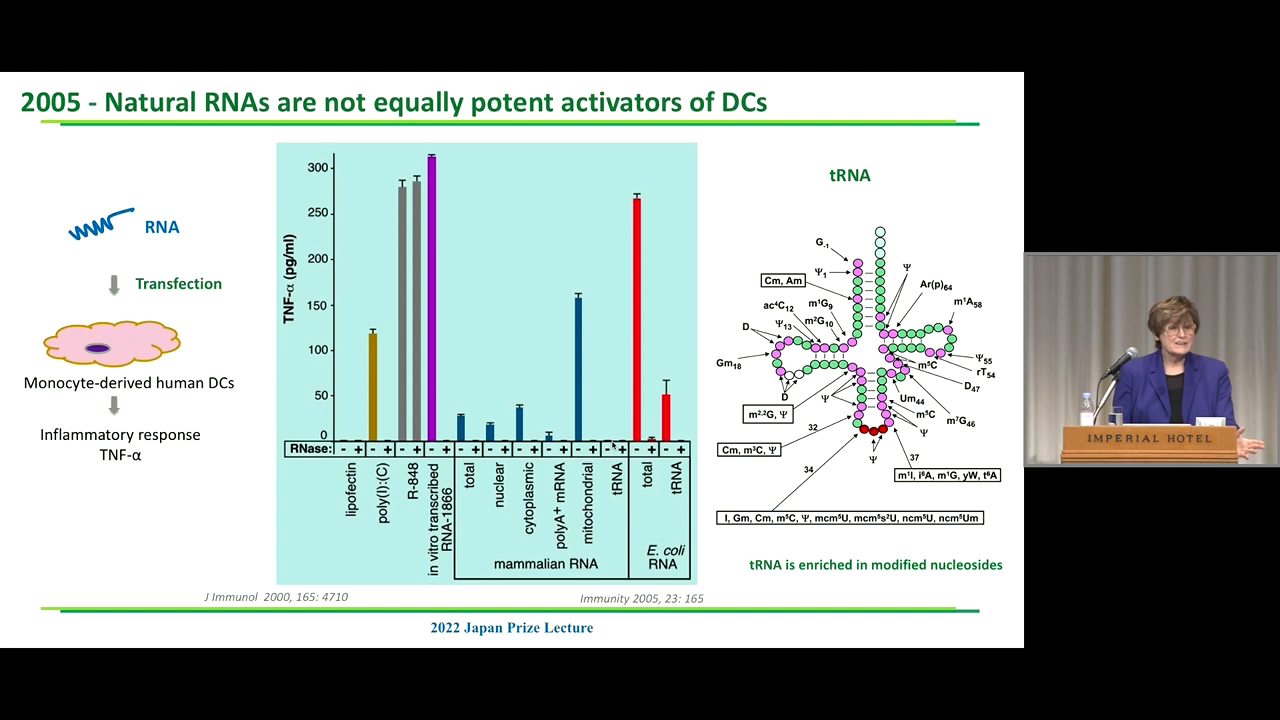 2005 - Natural RNAs are not equally potent activators of DCs
RNA
Transfection
Monocyte-derived human DCs
Inflammatory response
TNF-α
TNF-α (pg/ml)
300
250
200
150
100
50
0
RNase: - + - + - + - + - + - + - + - + - + - + - + - +
lipofectin
poly(I):(C)
R-848
in vitro transcribed
RNA-1866
total
nuclear
cytoplasmic
polyA+ mRNA
mitochondrial
tRNA
total
tRNA
mammalian RNA
E. coli
RNA
tRNA
G-1
Ψ1
Cm, Am
ac4C12
m1G9
Ψ13
m2G10
D
Gm18
D
Ψ
Ar(p)64
m1A58
Ψ55
m5C
rT54
D47
Um44
m5C
m7G46
Ψ
Ψ
m2,2G, Ψ
32
Cm, m3C, Ψ
Ψ
37
34
m1I, i6A, m1G, yW, t6A
I, Gm, Cm, m5C, Ψ, mcm5U, mcm5s2U, ncm5U, ncm5Um
tRNA is enriched in modified nucleosides
J Immunol 2000, 165: 4710
Immunity 2005, 23: 165
2022 Japan Prize Lecture
IMPERIAL HOTEL